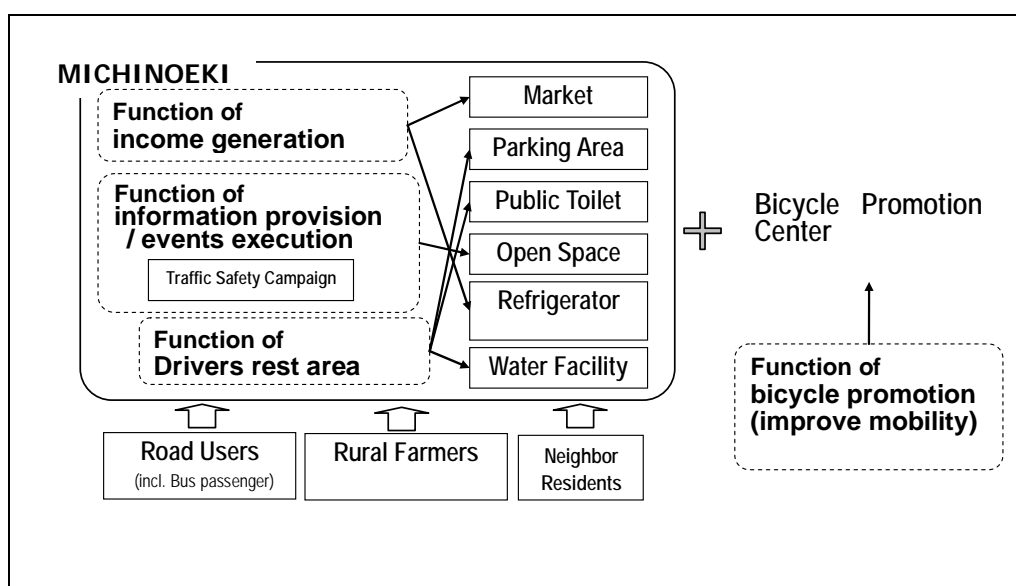 MICHINOEKI
Function of
income generation
Function of
information provision
/ events execution
Traffic Safety Campaign
Function of
Drivers rest area
Market
Parking Area
Public Toilet
Open Space
Refrigerator
Water Facility
Bicycle Promotion
Center
Function of
bicycle promotion
(improve mobility)
Road Users
(incl. Bus passenger)
Rural Farmers
Neighbor
Residents